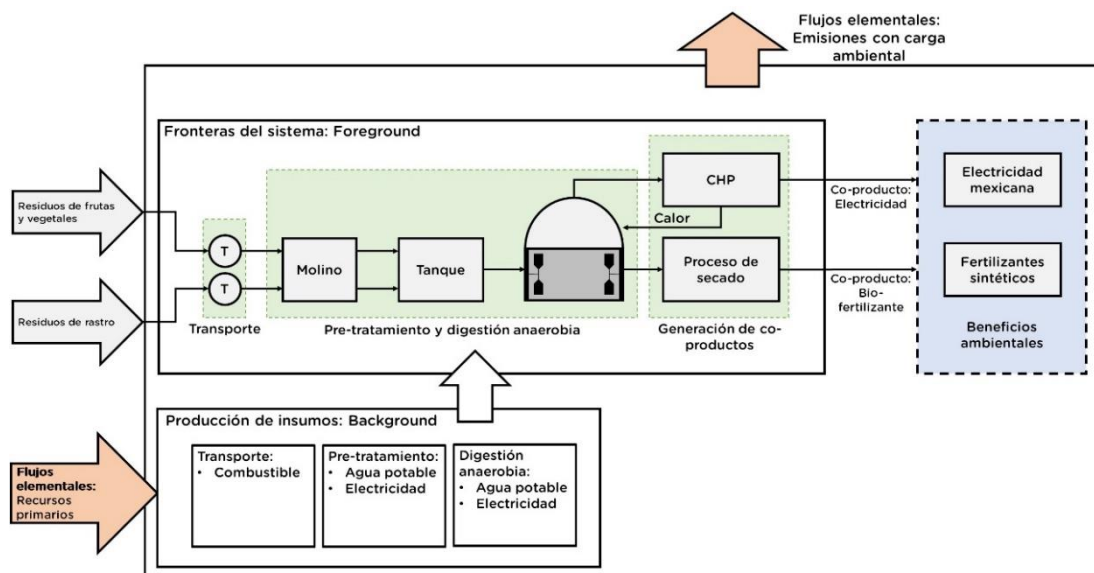 Flujos elementales:
Emisiones con carga
ambiental
Fronteras del sistema: Foreground
Residuos de frutas
y vegetales
T
Molino
Tanque
CHP
Calor
Co-producto:
Electricidad
Electricidad
mexicana
T
Residuos de rastro
Transporte
Pre-tratamiento y digestión anaerobia
Proceso de
secado
Generación de co-
productos
Co-producto:
Bio-
fertilizante
Fertilizantes
sintéticos
Beneficios
ambientales
Producción de insumos: Background
Flujos
elementales:
Recursos
primarios
Transporte:
• Combustible
Pre-tratamiento:
• Agua potable
• Electricidad
Digestión
anaerobia:
• Agua potable
• Electricidad